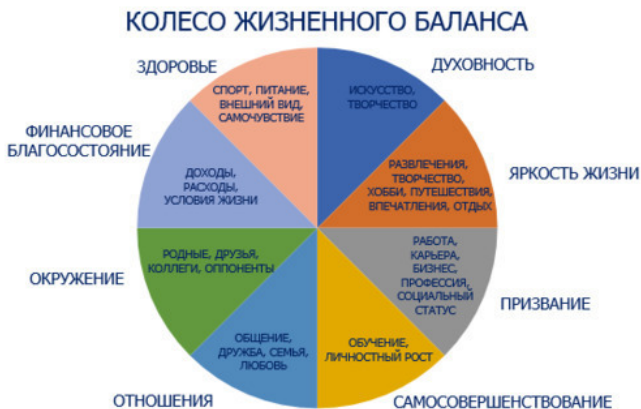 КОЛЕСО ЖИЗНЕННОГО БАЛАНСА
ЗДОРОВЬЕ
СПОРТ, ПИТАНИЕ,
ВНЕШНИЙ ВИД,
САМОЧУВСТВИЕ
ДУХОВНОСТЬ
ИСКУССТВО,
ТВОРЧЕСТВО
ФИНАНСОВОЕ
БЛАГОСОСТОЯНИЕ
ДОХОДЫ,
РАСХОДЫ,
УСЛОВИЯ ЖИЗНИ
ЯРКОСТЬ ЖИЗНИ
РАЗВЛЕЧЕНИЯ,
ТВОРЧЕСТВО,
ХОББИ, ПУТЕШЕСТВИЯ,
ВПЕЧАТЛЕНИЯ, ОТДЫХ
ОКРУЖЕНИЕ
РОДНЫЕ, ДРУЗЬЯ,
КОЛЛЕГИ, ОППОНЕНТЫ
ПРИЗВАНИЕ
РАБОТА,
КАРЬЕРА,
БИЗНЕС,
ПРОФЕССИЯ,
СОЦИАЛЬНЫЙ
СТАТУС
ОТНОШЕНИЯ
ОБЩЕНИЕ,
ДРУЖБА, СЕМЬЯ,
ЛЮБОВЬ
САМОСОВЕРШЕНСТВОВАНИЕ
ОБУЧЕНИЕ,
ЛИЧНОСТНЫЙ РОСТ